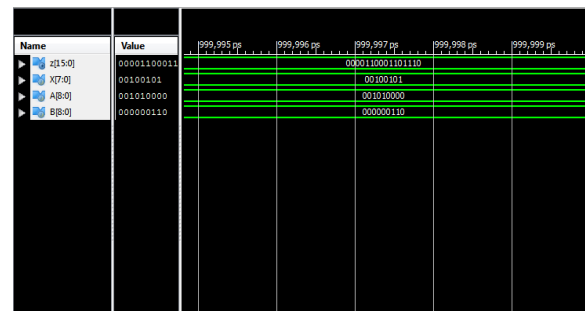 Name Value 999,995 ps 999,996 ps 999,997 ps 999,998 ps 999,999 ps
z[15:0] 00001100011 0000110001101110
X[7:0] 00100101 00100101
A[8:0] 001010000 001010000
B[8:0] 000000110 000000110